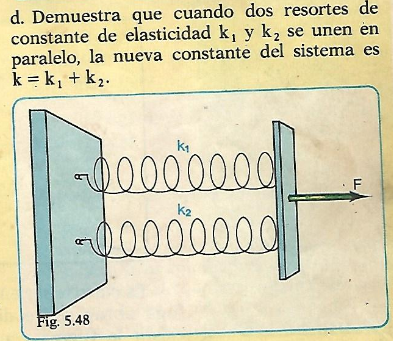 d. Demuestra que cuando dos resortes de
constante de elasticidad k₁ y k₂ se unen en
paralelo, la nueva constante del sistema es
k = k₁ + k₂.
k₁
F
k₂
Fig. 5.48